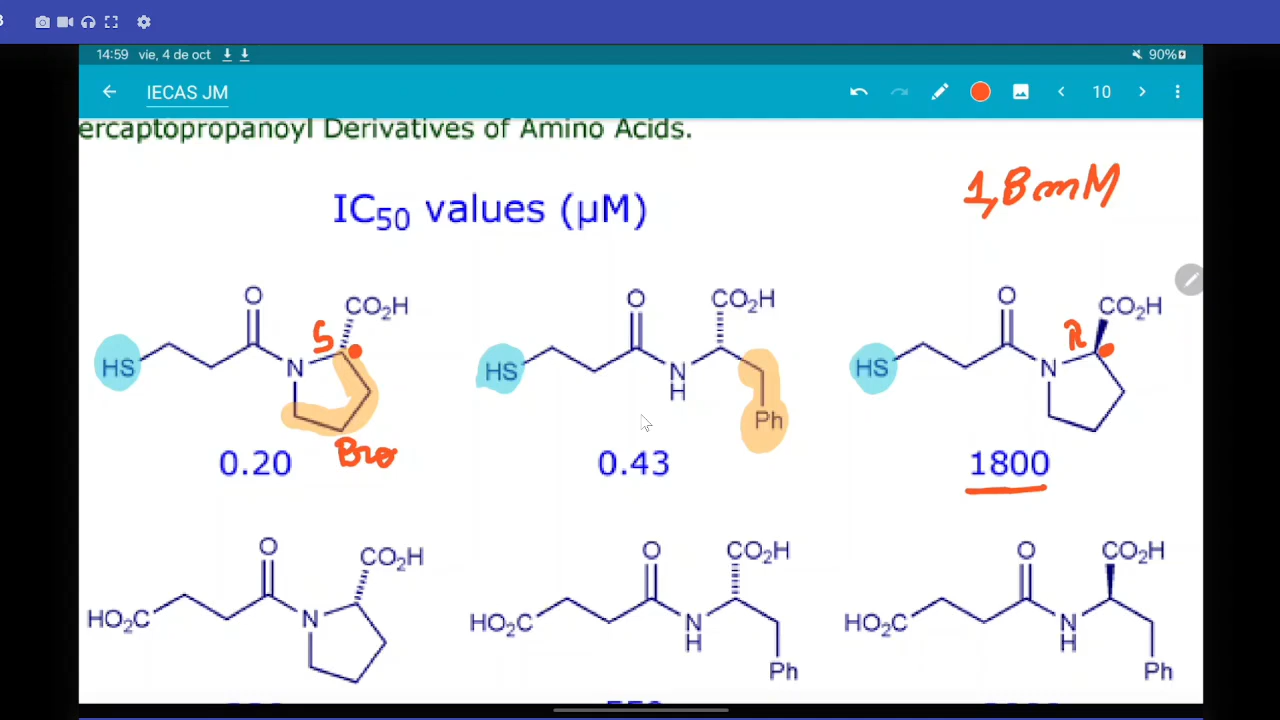 14:59 vie, 4 de oct 90%
IECAS JM 10
ercaptopropanoyl Derivatives of Amino Acids.
1,8 mM
IC50 values (µM)
O CO2H O CO2H O CO2H
S R
HS N HS N HS N
H
Ph
Pro
0.20 0.43 1800
O CO2H O CO2H O CO2H
HO2C N HO2C N HO2C N
H H
Ph Ph